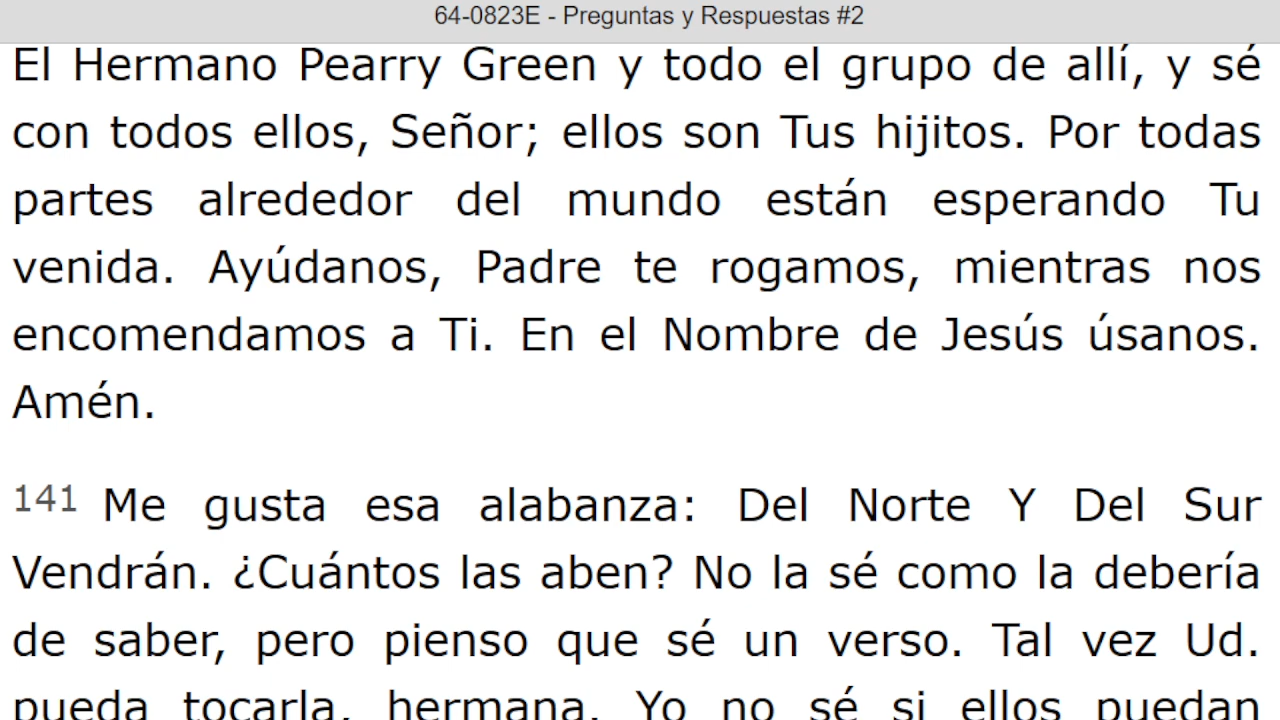 64-0823E - Preguntas y Respuestas #2
El Hermano Pearry Green y todo el grupo de allí, y sé
con todos ellos, Señor; ellos son Tus hijitos. Por todas
partes alrededor del mundo están esperando Tu
venida. Ayúdanos, Padre te rogamos, mientras nos
encomendamos a Ti. En el Nombre de Jesús úsanos.
Amén.
141 Me gusta esa alabanza: Del Norte Y Del Sur
Vendrán. ¿Cuántos las aben? No la sé como la debería
de saber, pero pienso que sé un verso. Tal vez Ud.
pueda tocarla, hermana. Yo no sé si ellos puedan